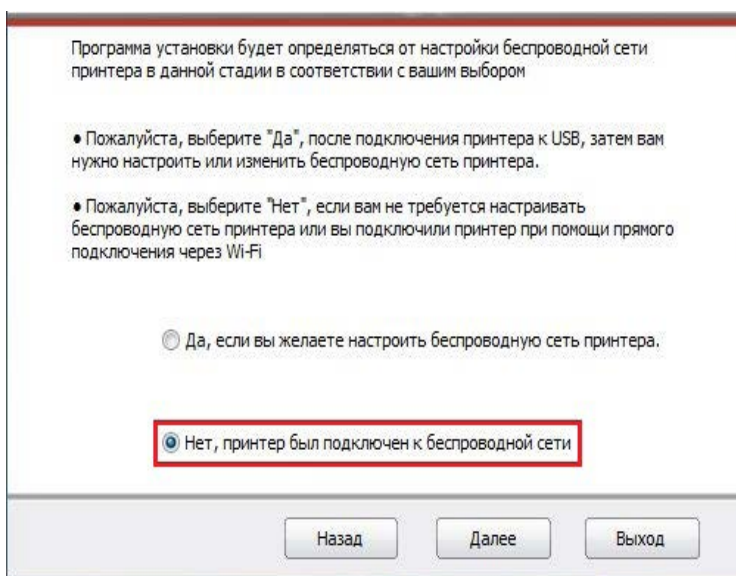 Программа установки будет определяться от настройки беспроводной сети
принтера в данной стадии в соответствии с вашим выбором
• Пожалуйста, выберите "Да", после подключения принтера к USB, затем вам
нужно настроить или изменить беспроводную сеть принтера.
• Пожалуйста, выберите "Нет", если вам не требуется настраивать
беспроводную сеть принтера или вы подключили принтер при помощи прямого
подключения через Wi-Fi
Да, если вы желаете настроить беспроводную сеть принтера.
Нет, принтер был подключен к беспроводной сети
Назад Далее Выход